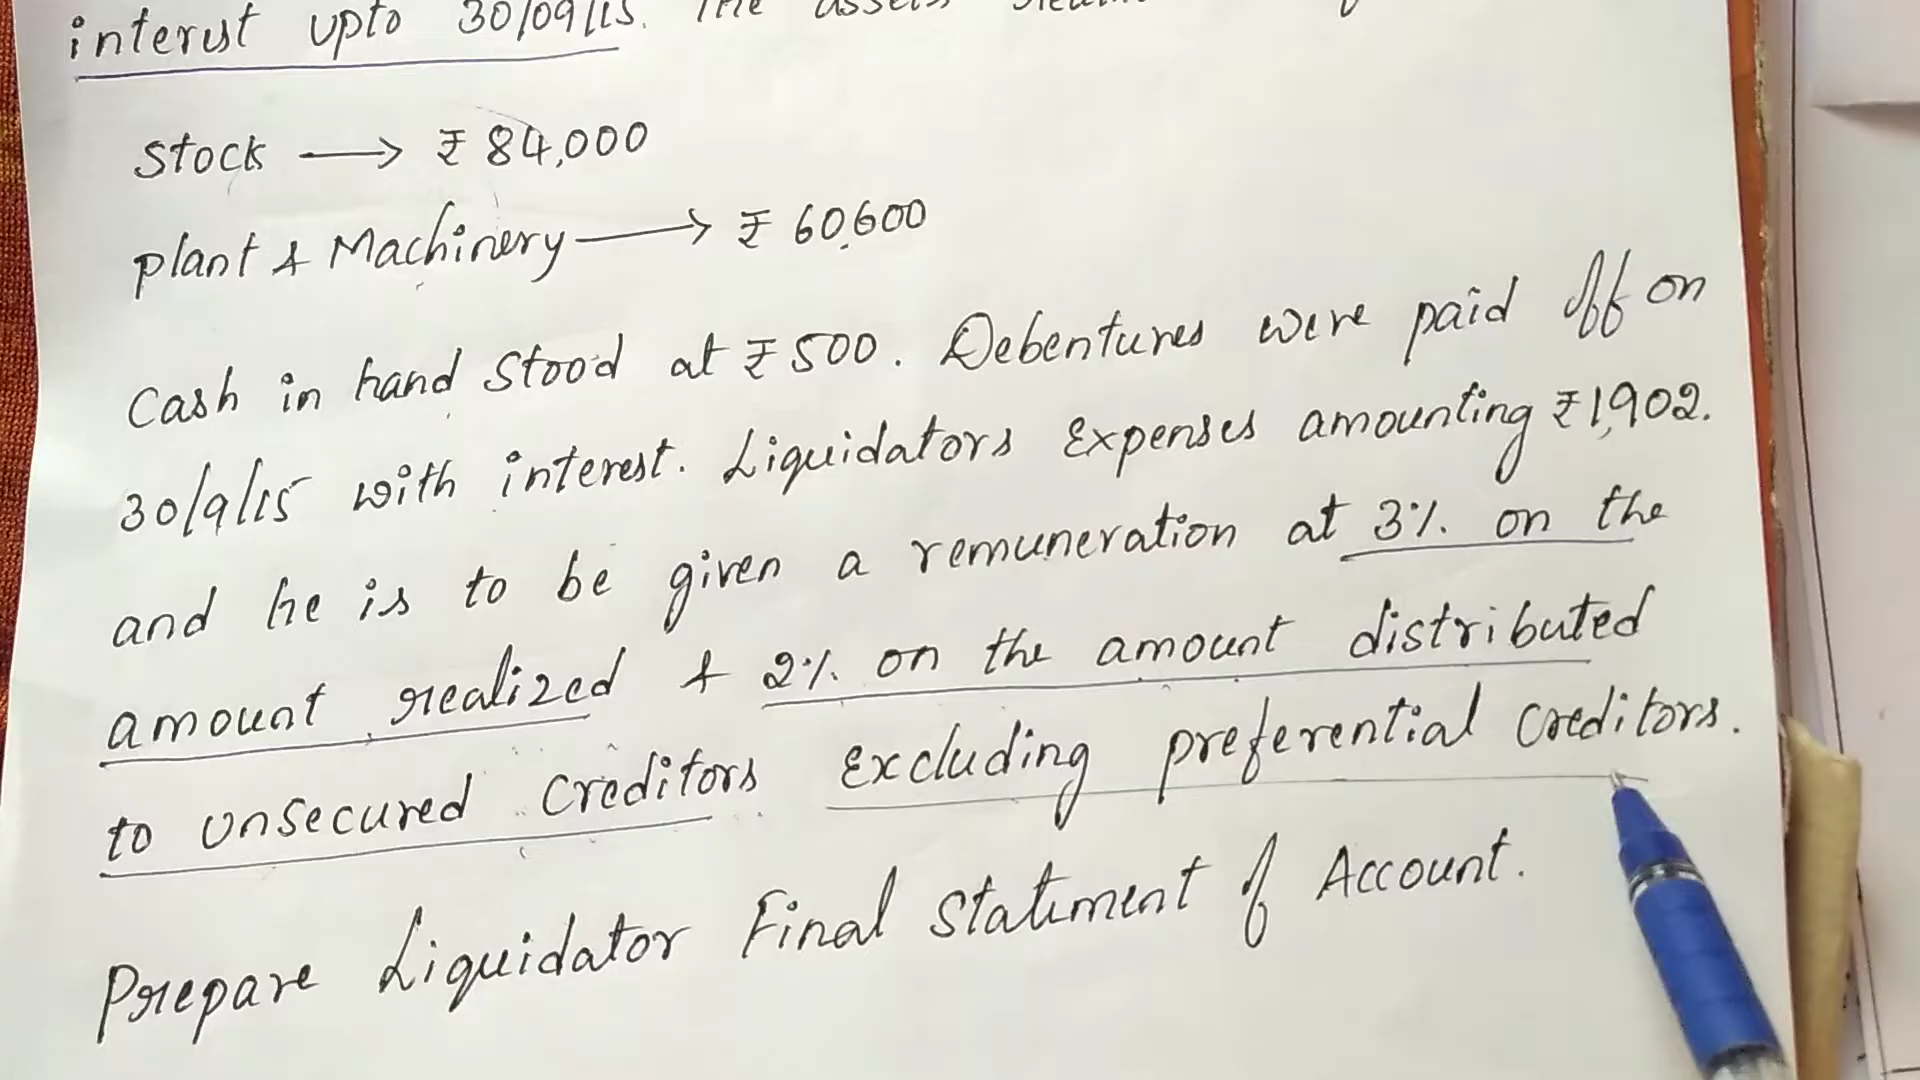 interest upto 30/09/15. The assets
Stock → ₹ 84,000
Plant & Machinery → ₹ 60,600
Cash in hand Stood at ₹ 500. Debentures were paid off on
30/9/15 with interest. Liquidators Expenses amounting ₹ 1,902.
and he is to be given a remuneration at 3% on the
amount realized & 2% on the amount distributed
to unsecured creditors excluding preferential creditors.
Prepare Liquidator Final Statement of Account.